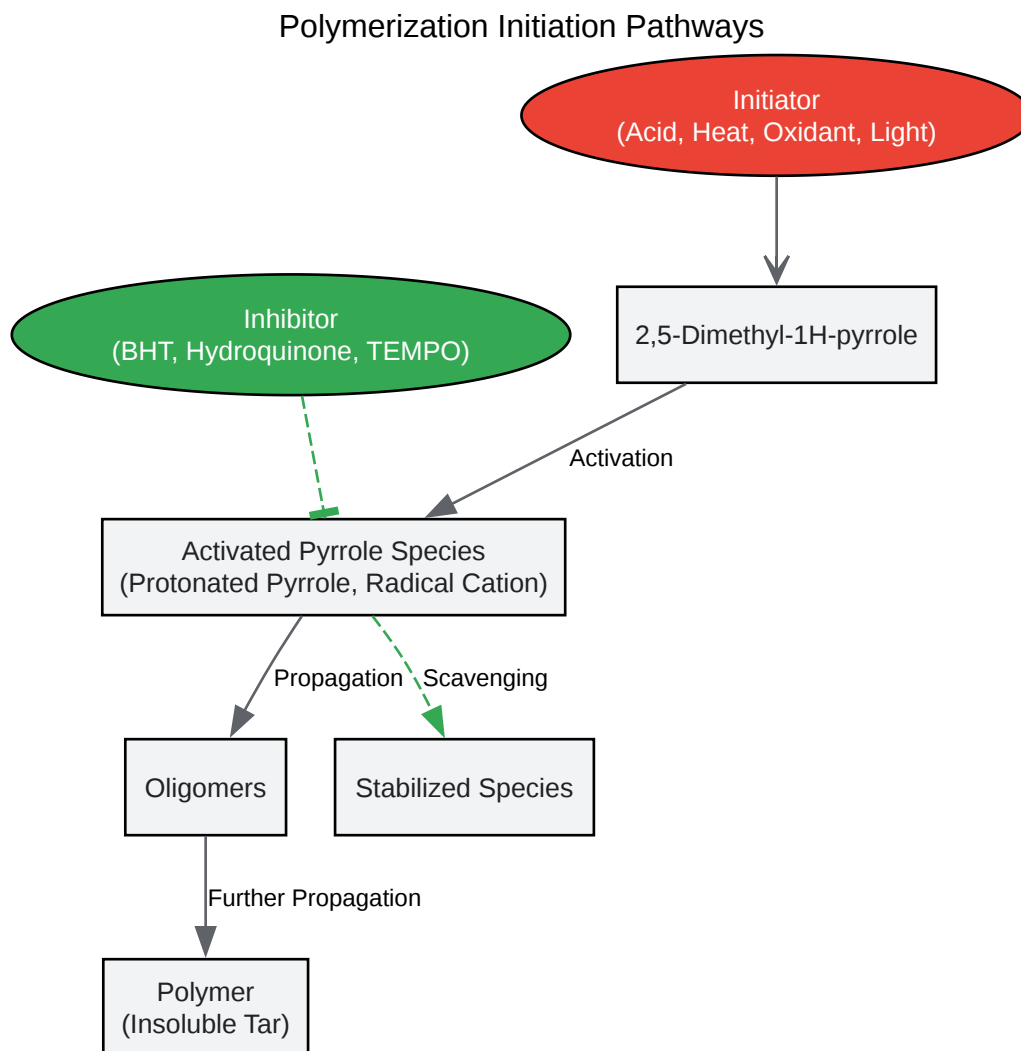 Polymerization Initiation Pathways
Initiator
(Acid, Heat, Oxidant, Light)
Inhibitor
(BHT, Hydroquinone, TEMPO)
2,5-Dimethyl-1H-pyrrole
Activation
Activated Pyrrole Species
(Protonated Pyrrole, Radical Cation)
Propagation
Scavenging
Oligomers
Stabilized Species
Further Propagation
Polymer
(Insoluble Tar)